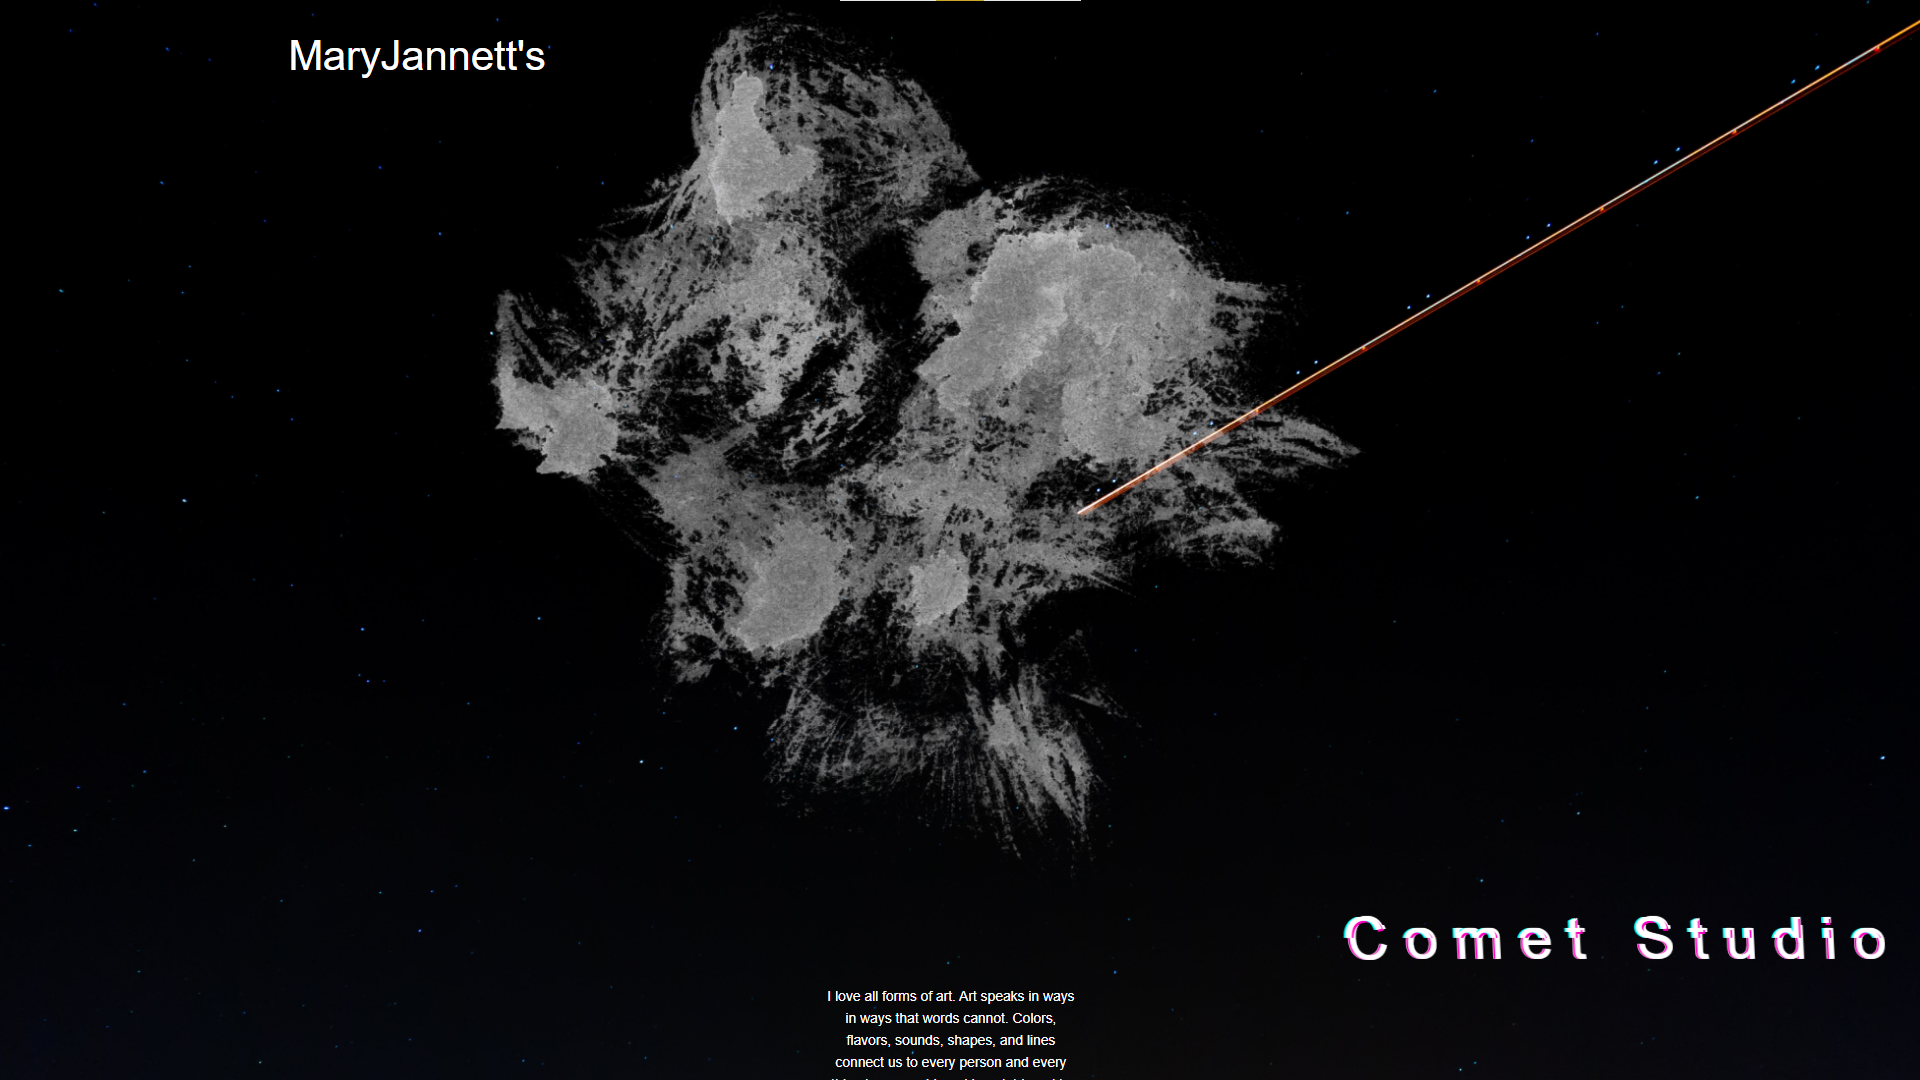 MaryJannett's
Comet Studio
I love all forms of art. Art speaks in ways
in ways that words cannot. Colors,
flavors, sounds, shapes, and lines
connect us to every person and every